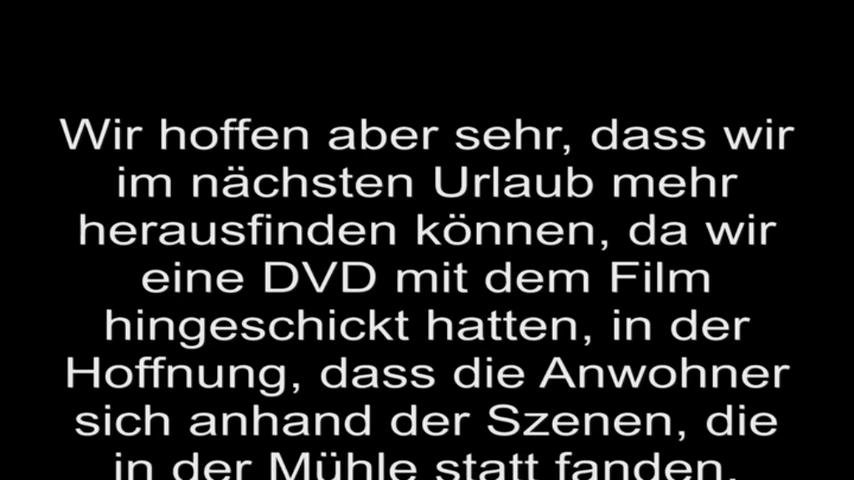 Wir hoffen aber sehr, dass wir
im nächsten Urlaub mehr
herausfinden können, da wir
eine DVD mit dem Film
hingeschickt hatten, in der
Hoffnung, dass die Anwohner
sich anhand der Szenen, die
in der Mühle statt fanden,